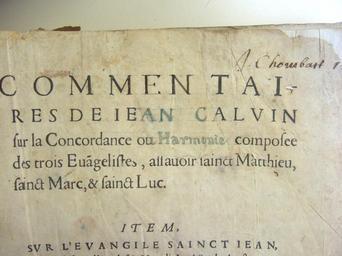 A. Chombart
COMMENTAI-
RES DE IEAN CALVIN
sur la Concordance ou Harmonie composee
des trois Euãgelistes, assauoir sainct Matthieu,
sainct Marc, & sainct Luc.
ITEM,
SVR L'EVANGILE SAINCT IEAN,